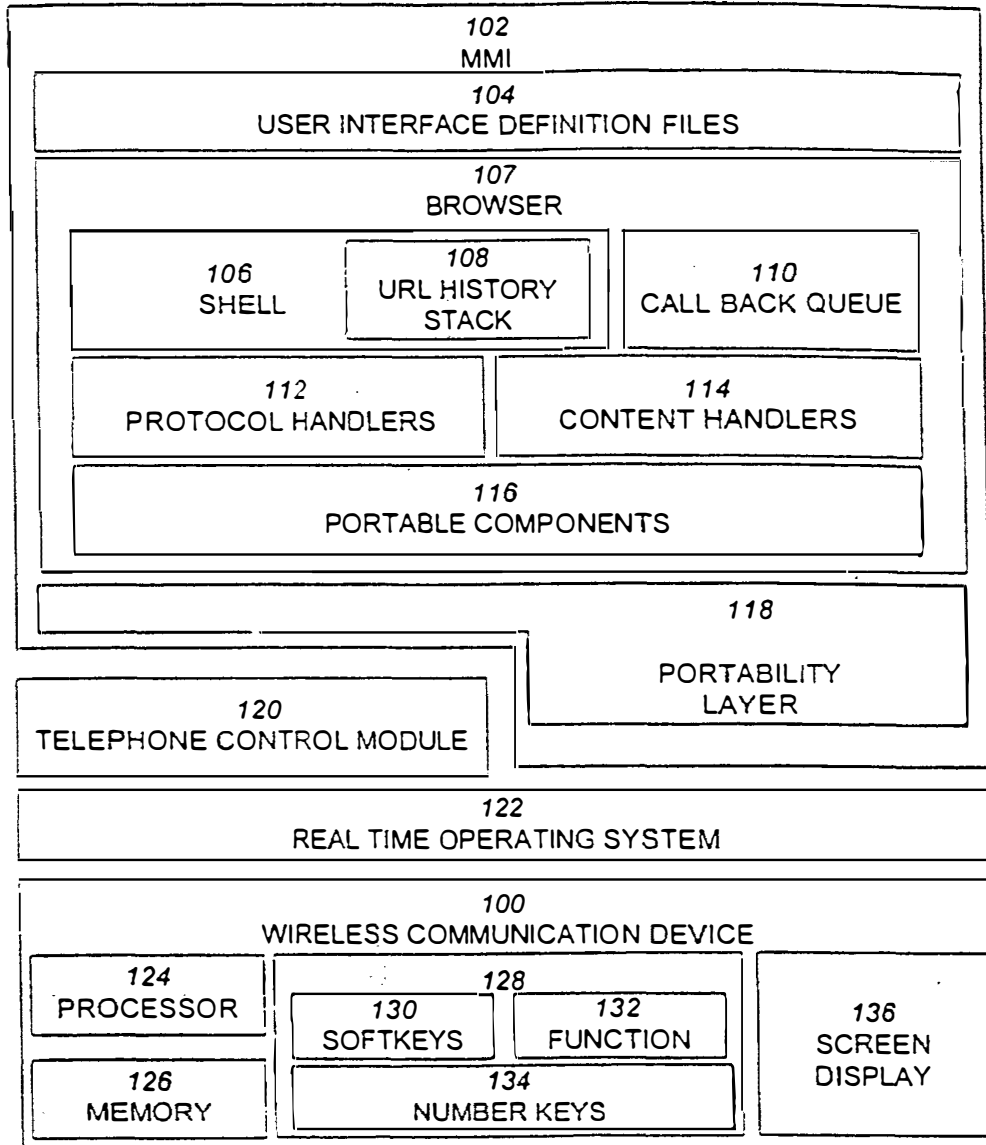 102
MMI
104
USER INTERFACE DEFINITION FILES
107
BROWSER
106
SHELL
108
URL HISTORY
STACK
110
CALL BACK QUEUE
112
PROTOCOL HANDLERS
114
CONTENT HANDLERS
116
PORTABLE COMPONENTS
118
PORTABILITY
LAYER
120
TELEPHONE CONTROL MODULE
122
REAL TIME OPERATING SYSTEM
100
WIRELESS COMMUNICATION DEVICE
124
PROCESSOR
126
MEMORY
128
130
SOFTKEYS
132
FUNCTION
134
NUMBER KEYS
136
SCREEN
DISPLAY